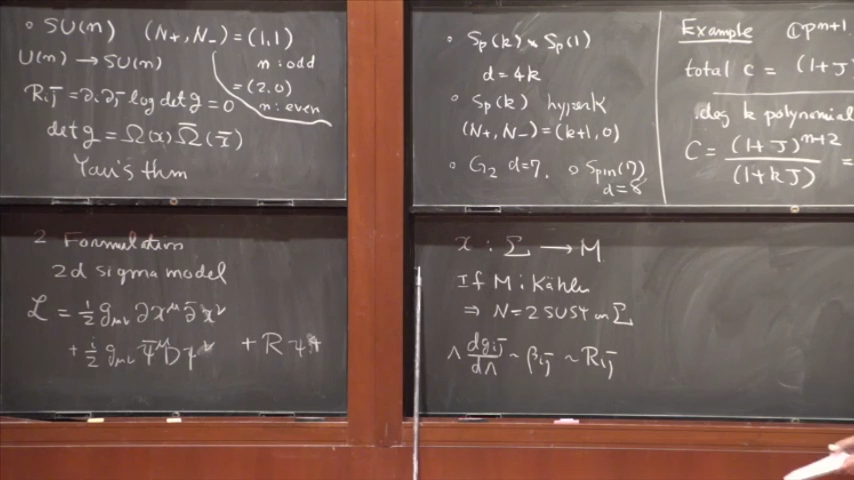 ◦ SU(n) (N+, N-) = (1,1)
n: odd
U(n) → SU(n)
= (2,0)
n: even
Rij̄ = ∂i ∂j̄ log det g = 0
det g = Ω(x) Ω̄(x̄)
Yau's thm
◦ Sp(k) × Sp(1)
d = 4k
◦ Sp(k) hyperK
(N+, N-) = (k+1, 0)
◦ G2 d=7. ◦ Spin(7)
d=8
Example ℂPn+1
total c = (1+J)
deg k polynomial
C = (1+J)^{n+2} / (1+kJ) =
2 Formulation
2d sigma model
ℒ = 1/2 gμν ∂xμ ∂̄xν
+ i/2 gμν ψ̄μ Dψν + R ψ4
x : Σ → M
If M : Kähler
⇒ N=2 SUSY on Σ
Λ dgij̄/dΛ ~ βij̄ ~ Rij̄